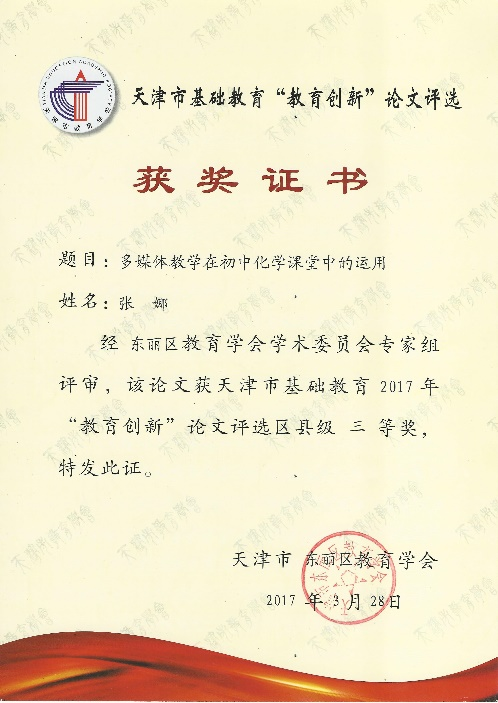 天津市基础教育“教育创新”论文评选
获奖证书
题目：多媒体教学在初中化学课堂中的运用
姓名：张 娜
经 东丽区教育学会学术委员会专家组
评审，该论文获天津市基础教育 2017 年
“教育创新”论文评选区县级 三 等奖，
特发此证。
天津市 东丽区教育学会
2017 年 3 月 28 日